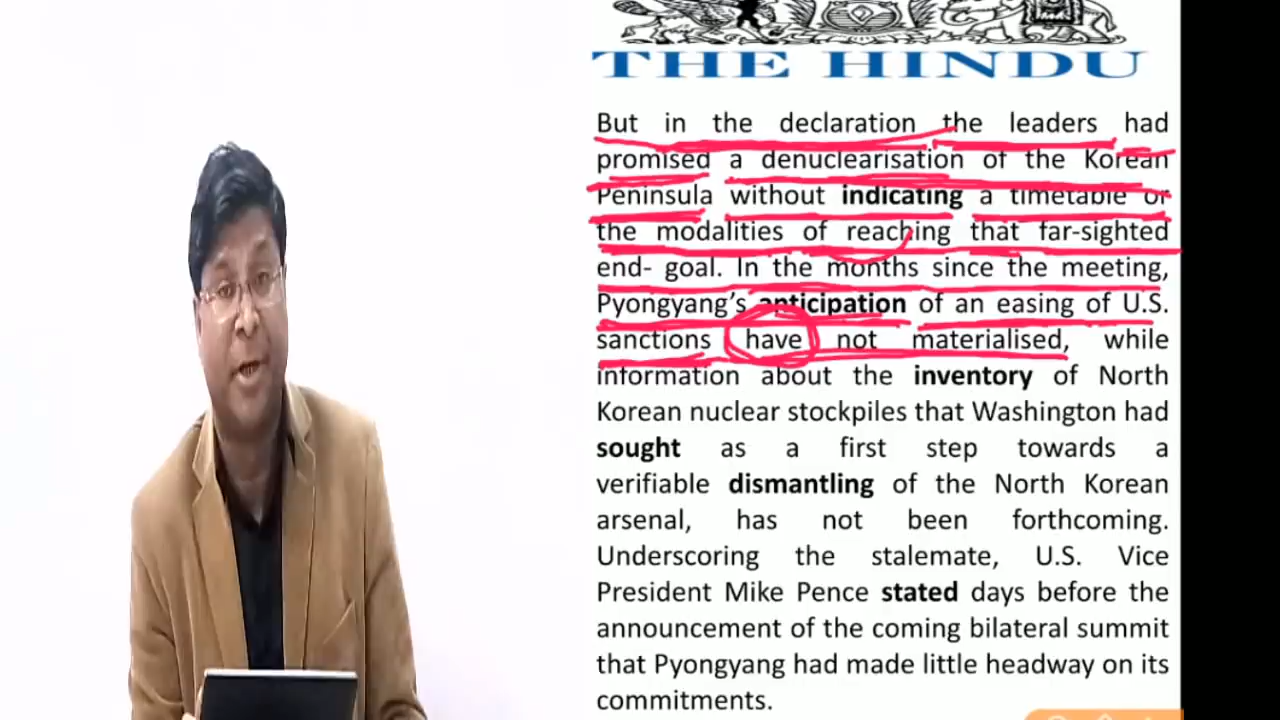 THE HINDU
But in the declaration the leaders had
promised a denuclearisation of the Korean
Peninsula without indicating a timetable or
the modalities of reaching that far-sighted
end- goal. In the months since the meeting,
Pyongyang's anticipation of an easing of U.S.
sanctions have not materialised, while
information about the inventory of North
Korean nuclear stockpiles that Washington had
sought as a first step towards a
verifiable dismantling of the North Korean
arsenal, has not been forthcoming.
Underscoring the stalemate, U.S. Vice
President Mike Pence stated days before the
announcement of the coming bilateral summit
that Pyongyang had made little headway on its
commitments.